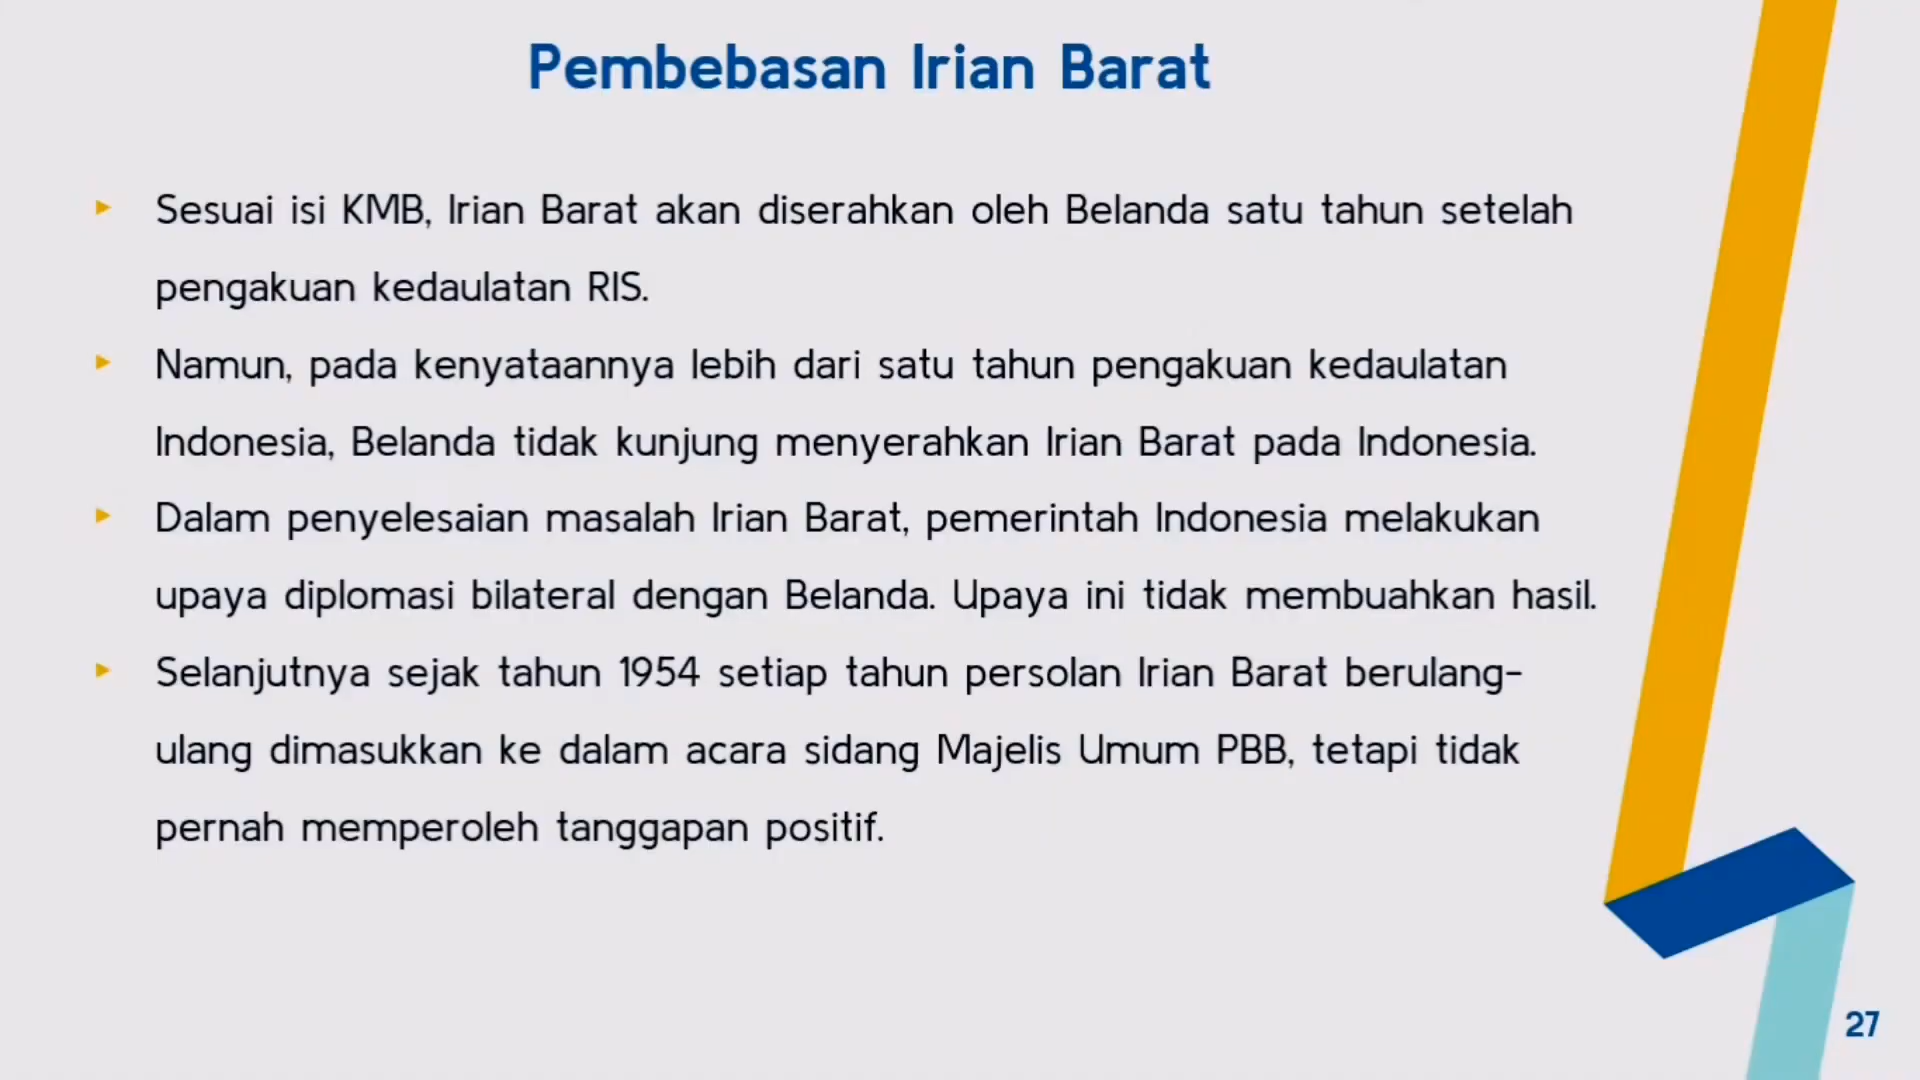 Pembebasan Irian Barat
Sesuai isi KMB, Irian Barat akan diserahkan oleh Belanda satu tahun setelah
pengakuan kedaulatan RIS.
Namun, pada kenyataannya lebih dari satu tahun pengakuan kedaulatan
Indonesia, Belanda tidak kunjung menyerahkan Irian Barat pada Indonesia.
Dalam penyelesaian masalah Irian Barat, pemerintah Indonesia melakukan
upaya diplomasi bilateral dengan Belanda. Upaya ini tidak membuahkan hasil.
Selanjutnya sejak tahun 1954 setiap tahun persolan Irian Barat berulang-
ulang dimasukkan ke dalam acara sidang Majelis Umum PBB, tetapi tidak
pernah memperoleh tanggapan positif.
27